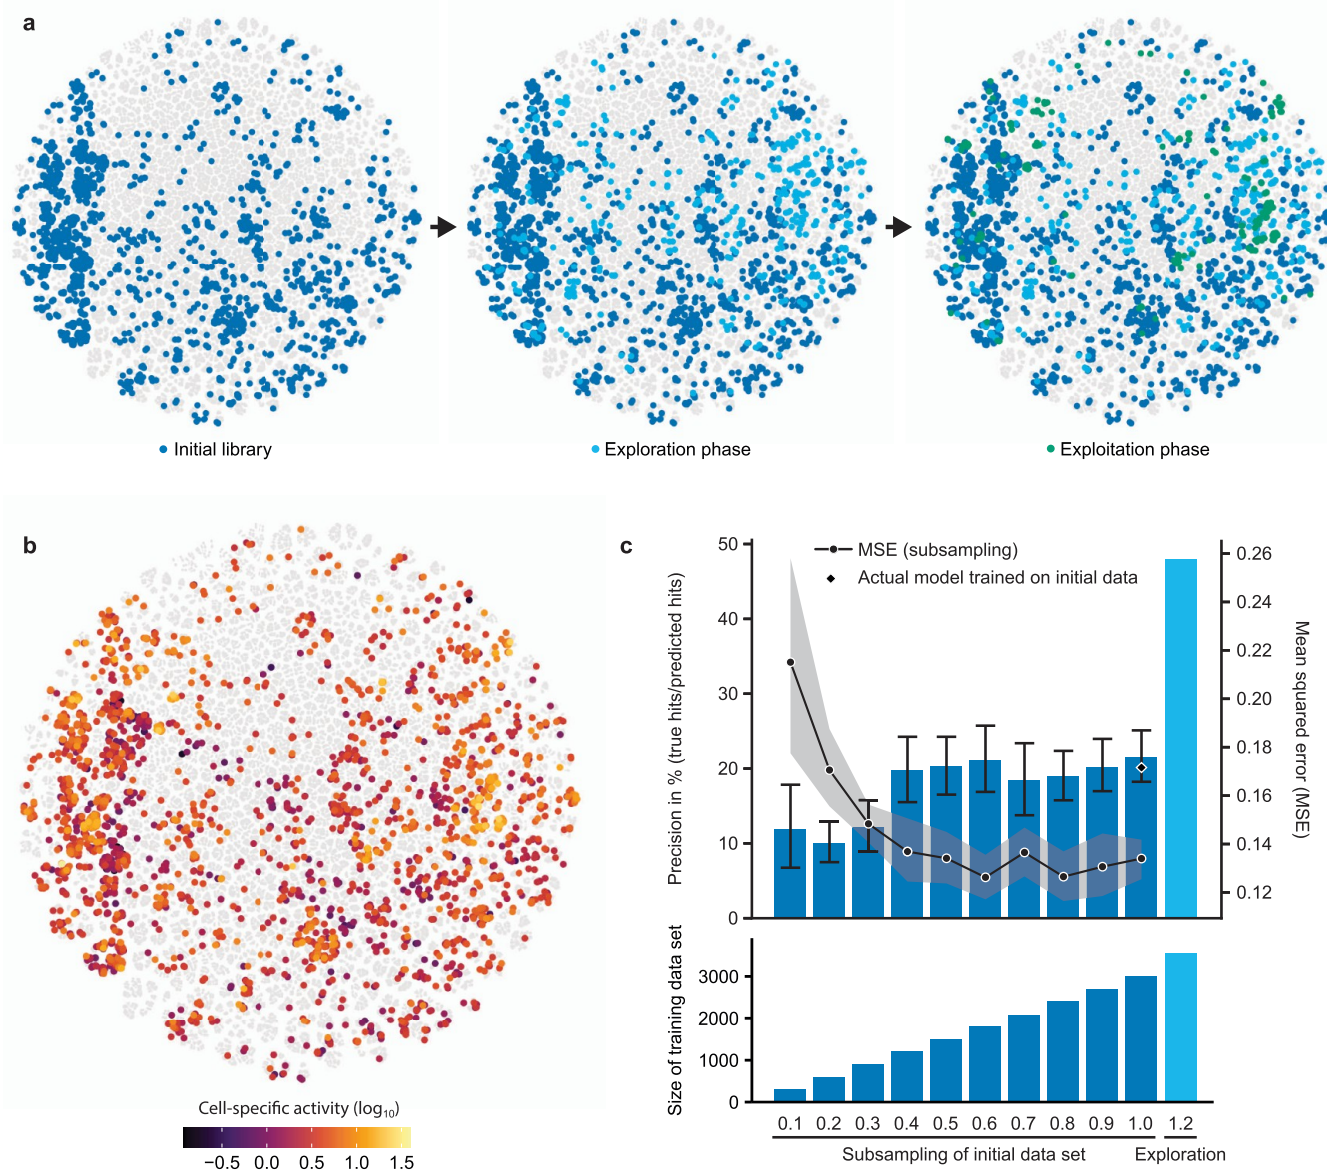 a
Initial library
Exploration phase
Exploitation phase
b
Cell-specific activity (log10)
−0.5 0.0 0.5 1.0 1.5
c
MSE (subsampling)
Actual model trained on initial data
Precision in % (true hits/predicted hits)
50
40
30
20
10
0
Mean squared error (MSE)
0.26
0.24
0.22
0.20
0.18
0.16
0.14
0.12
Size of training data set
3000
2000
1000
0
0.1 0.2 0.3 0.4 0.5 0.6 0.7 0.8 0.9 1.0 1.2
Subsampling of initial data set Exploration